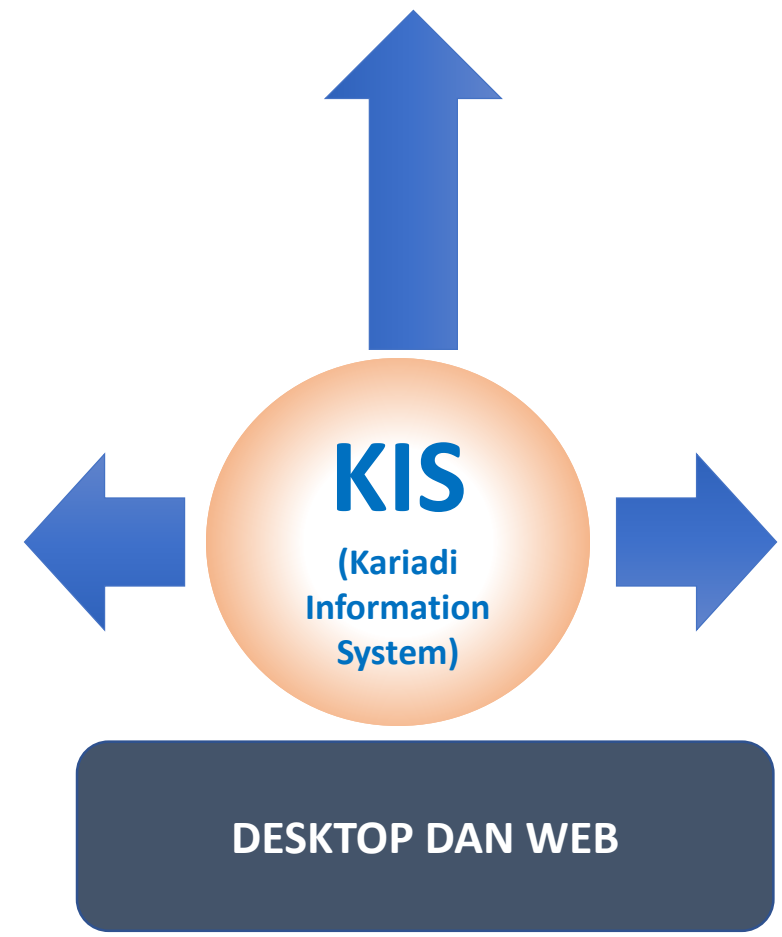 KIS
(Kariadi
Information
System)
DESKTOP DAN WEB